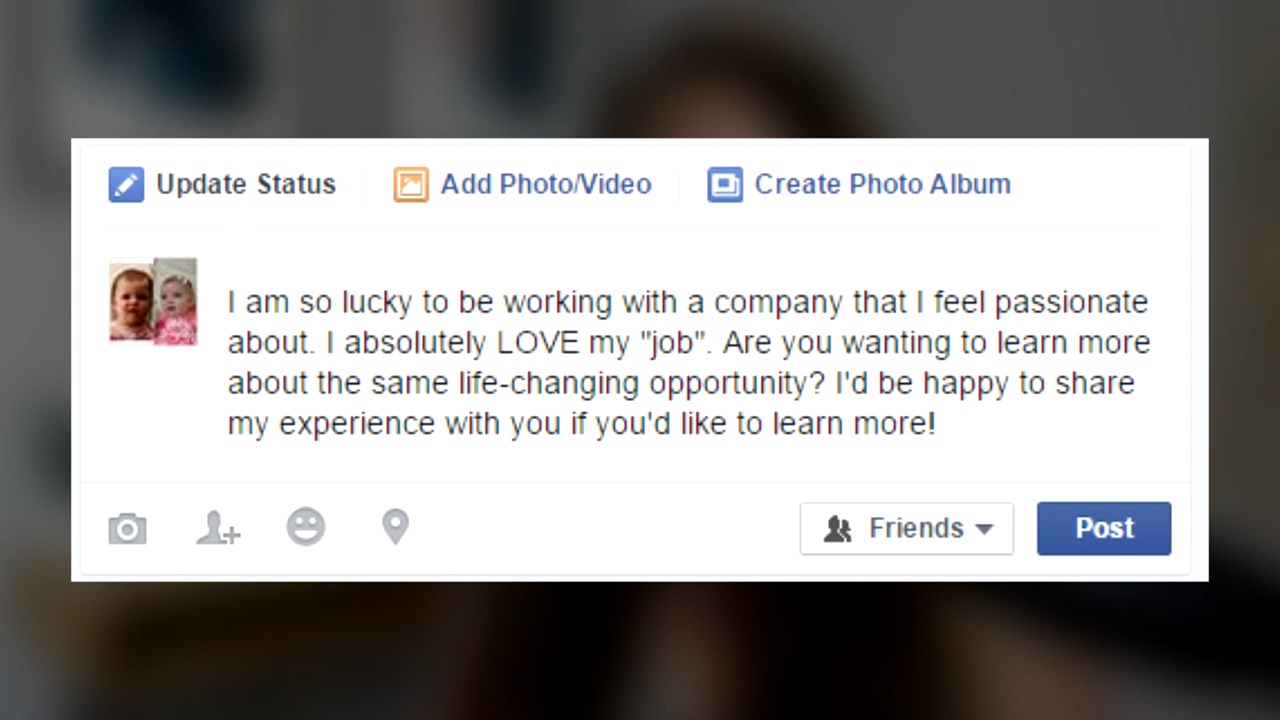 Update Status Add Photo/Video Create Photo Album
I am so lucky to be working with a company that I feel passionate
about. I absolutely LOVE my "job". Are you wanting to learn more
about the same life-changing opportunity? I'd be happy to share
my experience with you if you'd like to learn more!
Friends Post